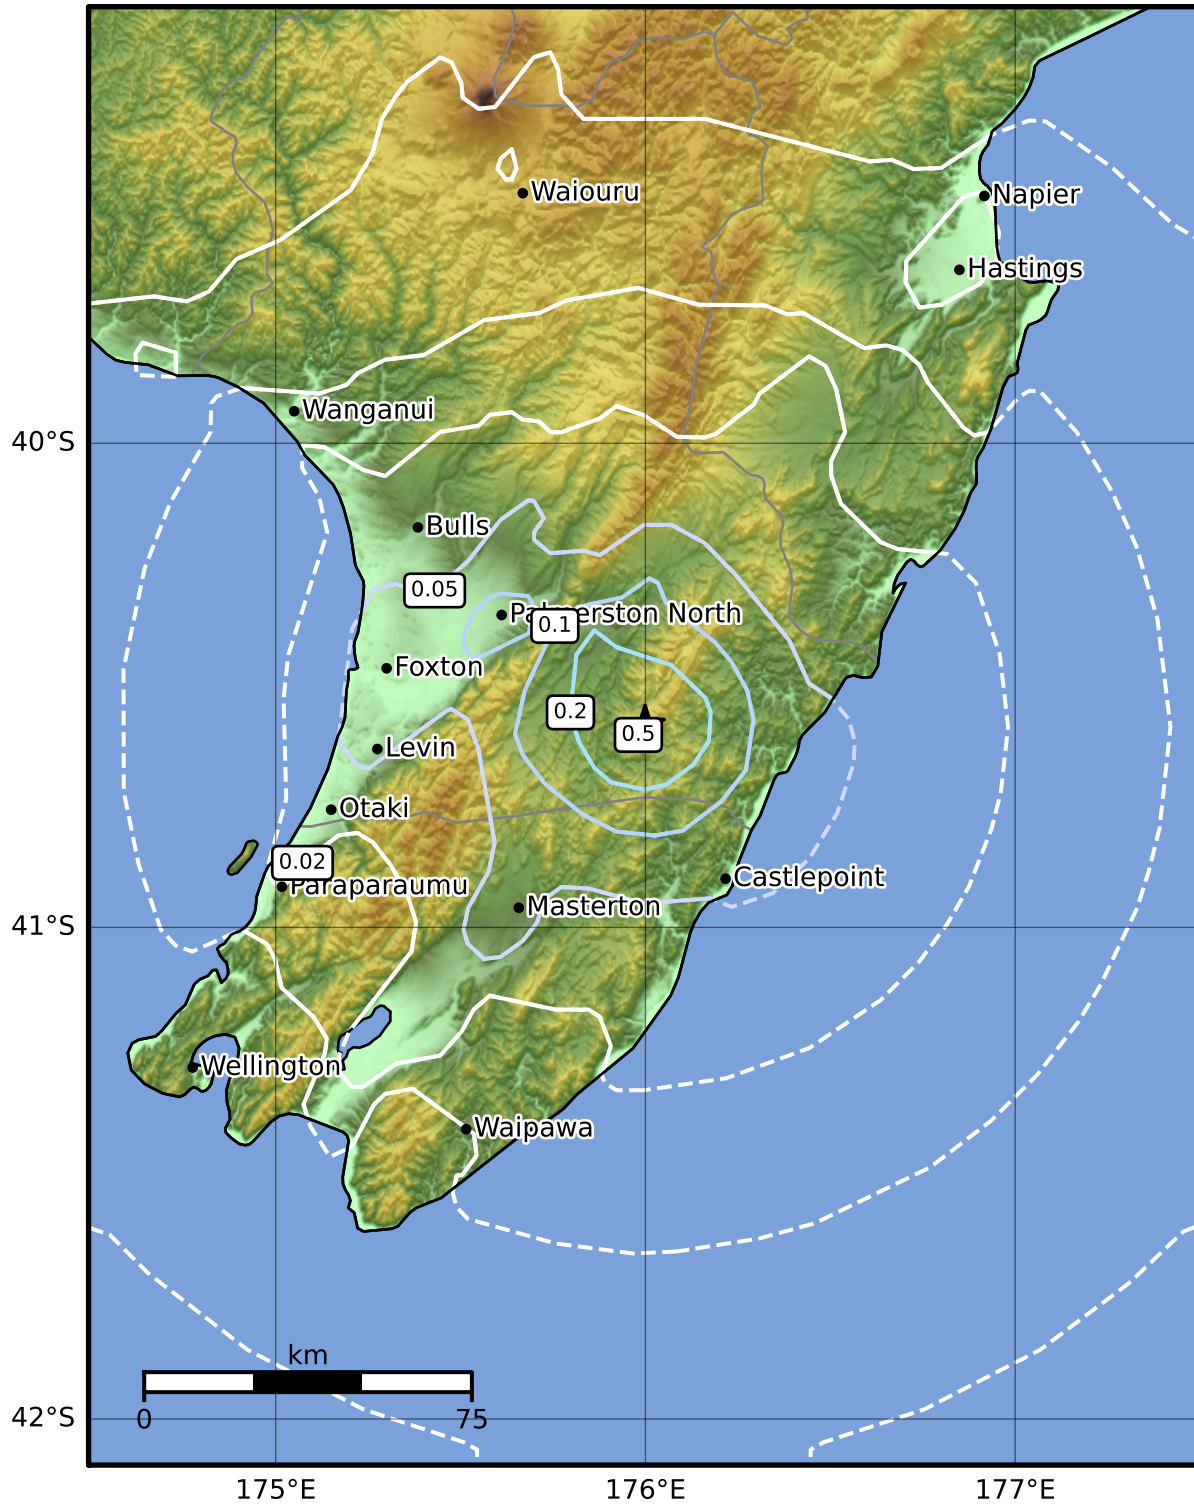 Waiouru
Napier
Hastings
Wanganui
40°S
Bulls
0.05
Palmerston North
0.1
Foxton
0.2
0.5
Levin
Otaki
0.02
Paraparaumu
Castlepoint
Masterton
41°S
Wellington
Waipawa
km
0 75
42°S
175°E 176°E 177°E